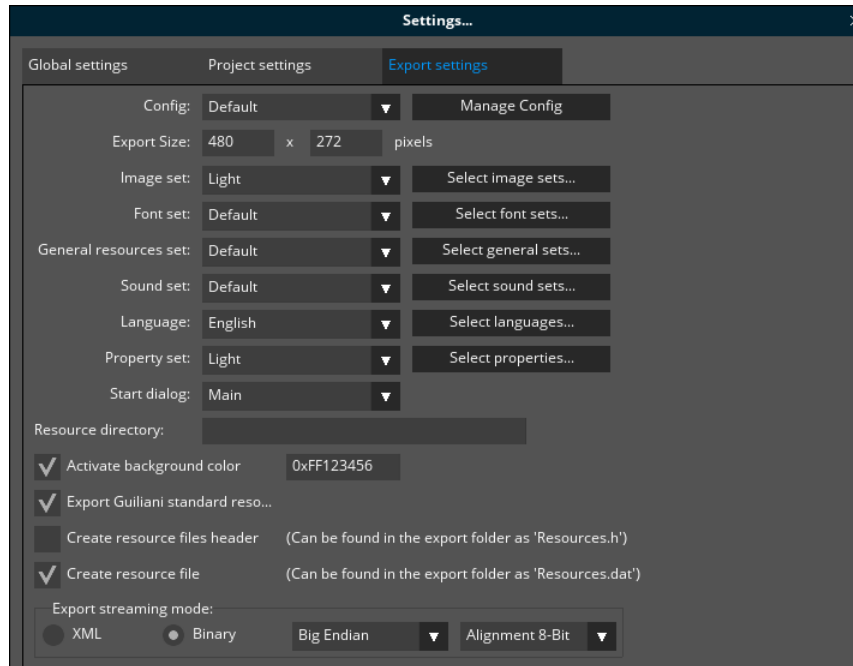 Settings...
Global settings Project settings Export settings
Config: Default Manage Config
Export Size: 480 x 272 pixels
Image set: Light Select image sets...
Font set: Default Select font sets...
General resources set: Default Select general sets...
Sound set: Default Select sound sets...
Language: English Select languages...
Property set: Light Select properties...
Start dialog: Main
Resource directory:
Activate background color 0xFF123456
Export Guiliani standard reso...
Create resource files header (Can be found in the export folder as 'Resources.h')
Create resource file (Can be found in the export folder as 'Resources.dat')
Export streaming mode:
XML Binary Big Endian Alignment 8-Bit